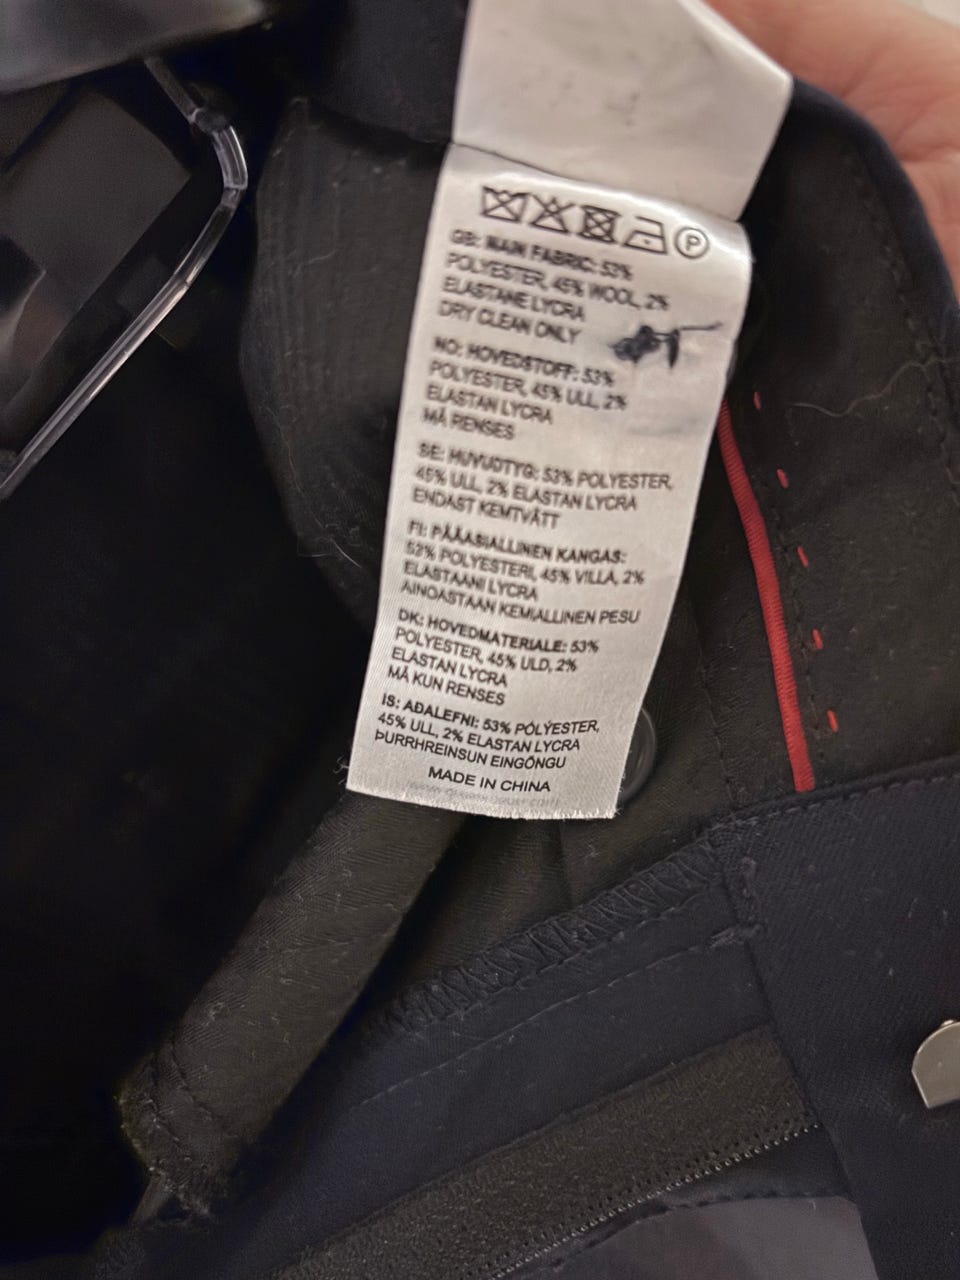 P
GB: MAIN FABRIC: 53%
POLYESTER, 45% WOOL, 2%
ELASTANE LYCRA
DRY CLEAN ONLY
NO: HOVEDSTOFF: 53%
POLYESTER, 45% ULL, 2%
ELASTAN LYCRA
MÅ RENSES
SE: HUVUDTYG: 53% POLYESTER,
45% ULL, 2% ELASTAN LYCRA
ENDAST KEMTVÄTT
FI: PÄÄASIALLINEN KANGAS:
53% POLYESTERI, 45% VILLA, 2%
ELASTAANI LYCRA
AINOASTAAN KEMIALLINEN PESU
DK: HOVEDMATERIALE: 53%
POLYESTER, 45% ULD, 2%
ELASTAN LYCRA
MÅ KUN RENSES
IS: AÐALEFNI: 53% PÓLÝESTER,
45% ULL, 2% ELASTAN LYCRA
ÞURRHREINSUN EINGÖNGU
MADE IN CHINA